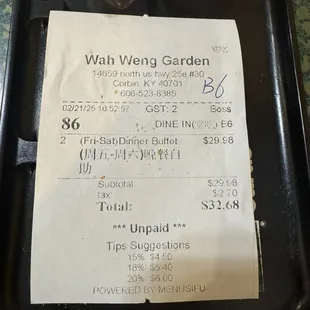 Wah Weng Garden
14659 north us hwy 25e #30
Corbin, KY 40701
606-523-8385
B6
02/21/25 16:52:57 GST: 2 Boss
86 DINE IN(堂吃) B6
2 (Fri-Sat)Dinner Buffet $29.98
(周五-周六)晚餐自
助
Subtotal $29.98
tax $2.70
Total: $32.68
*** Unpaid ***
Tips Suggestions
15% $4.50
18% $5.40
20% $6.00
POWERED BY MENUSIFU